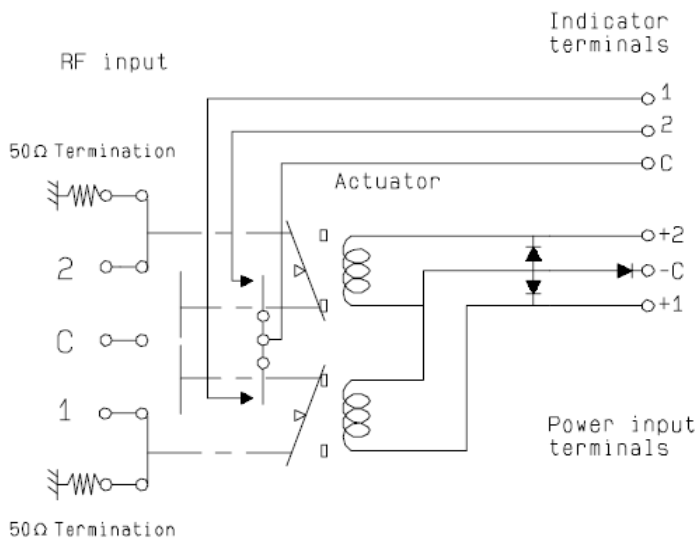 Indicator
terminals
RF input
1
2
C
50Ω Termination
Actuator
+2
2
-C
+1
C
1
Power input
terminals
50Ω Termination